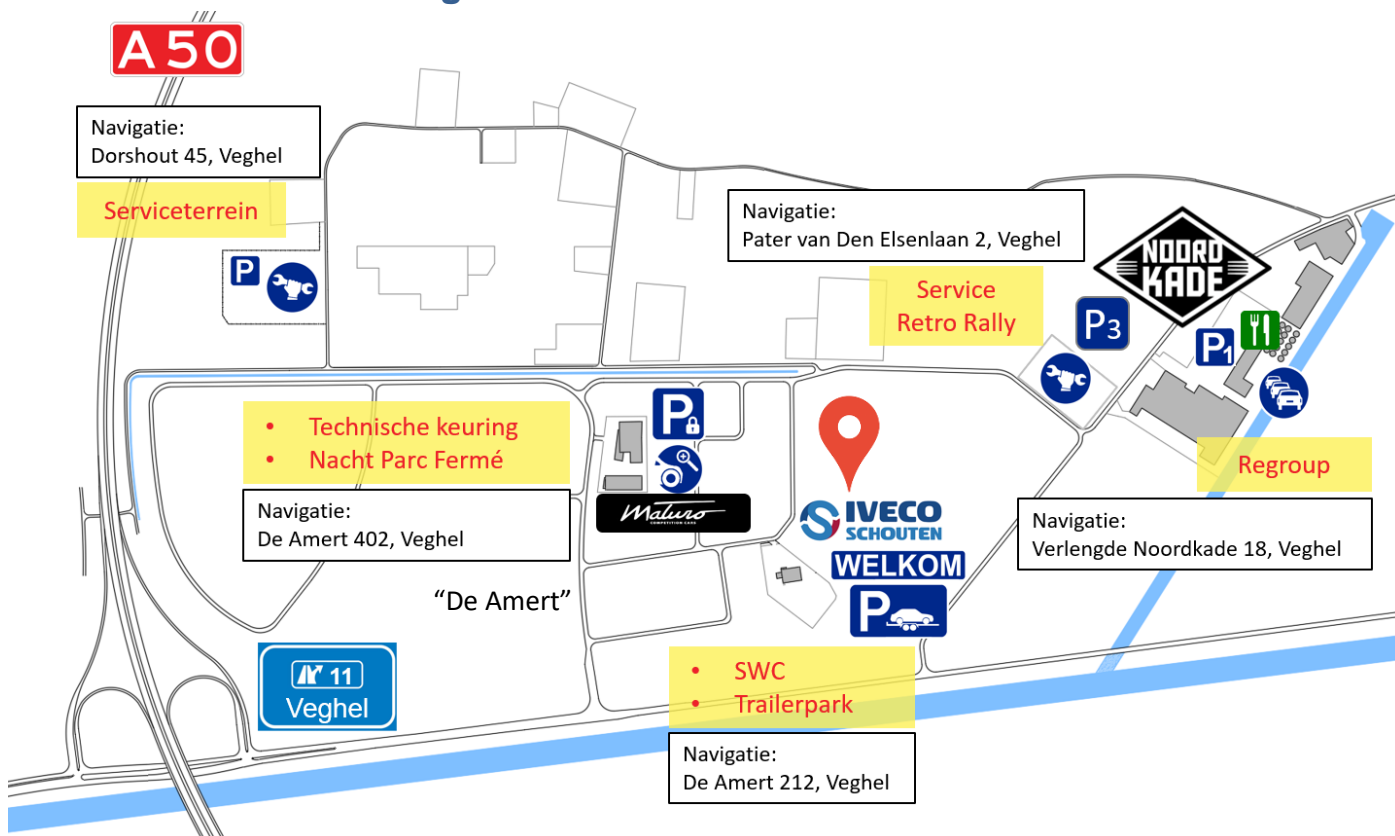 A50
Navigatie:
Dorshout 45, Veghel
Serviceterrein
P
Navigatie:
Pater van Den Elsenlaan 2, Veghel
Service
Retro Rally
NOORD
KADE
P3
P1
• Technische keuring
• Nacht Parc Fermé
Navigatie:
De Amert 402, Veghel
P
Maturo
COMPETITION CARS
IVECO
SCHOUTEN
WELKOM
P
Regroup
Navigatie:
Verlengde Noordkade 18, Veghel
“De Amert”
11
Veghel
• SWC
• Trailerpark
Navigatie:
De Amert 212, Veghel